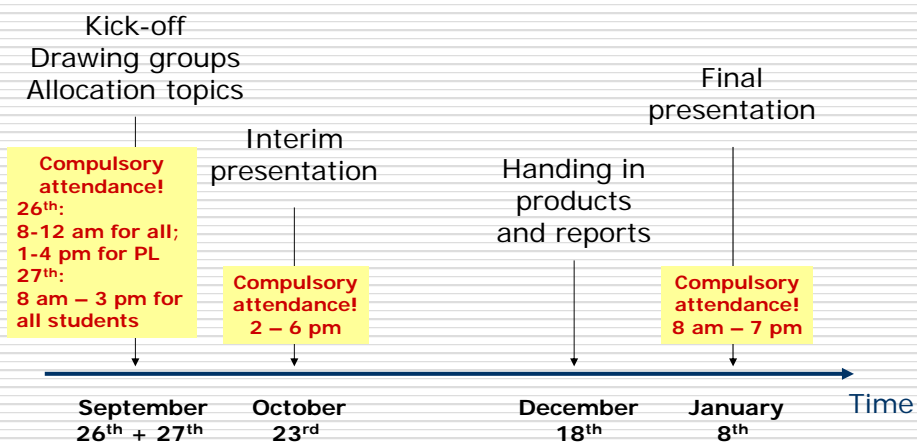 Kick-off
Drawing groups
Allocation topics
Compulsory
attendance!
26th:
8-12 am for all;
1-4 pm for PL
27th:
8 am – 3 pm for
all students
September
26th + 27th
Interim
presentation
Compulsory
attendance!
2 – 6 pm
October
23rd
Handing in
products
and reports
December
18th
Final
presentation
Compulsory
attendance!
8 am – 7 pm
January
8th
Time